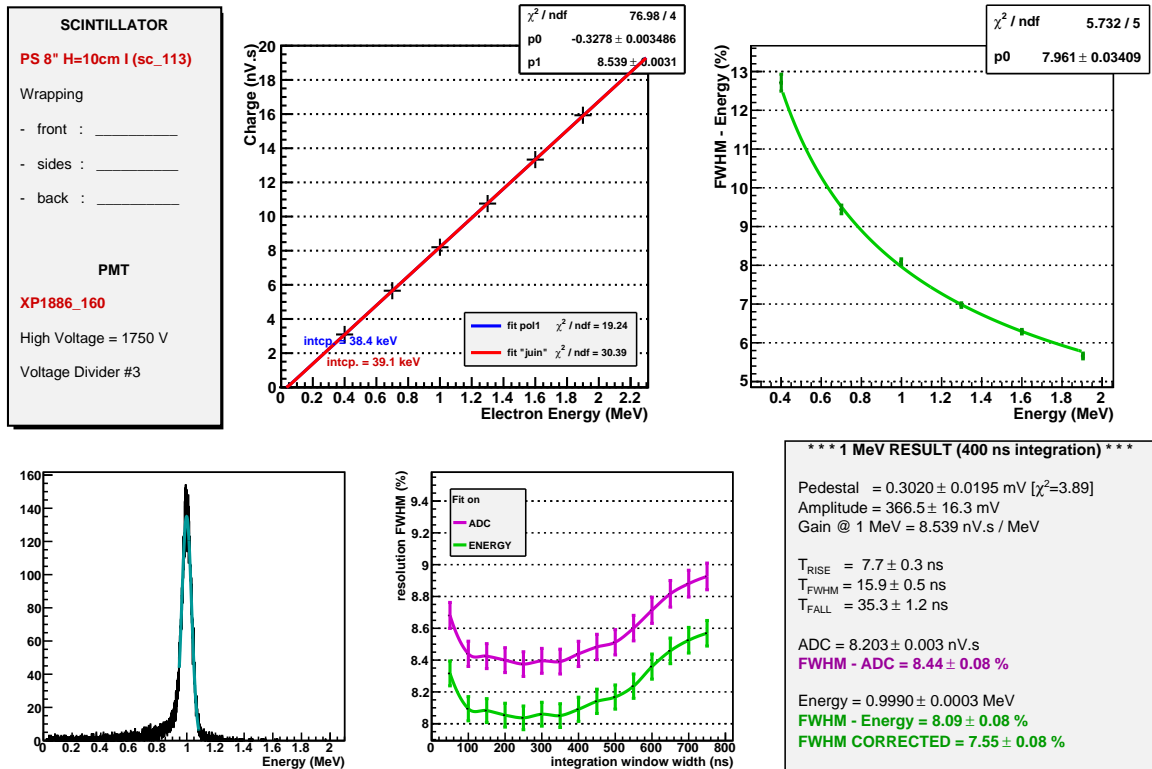 SCINTILLATOR
PS 8" H=10cm I (sc_113)
Wrapping
- front : __________
- sides : __________
- back : __________
PMT
XP1886_160
High Voltage = 1750 V
Voltage Divider #3
χ² / ndf 76.98 / 4
p0 -0.3278 ± 0.003486
p1 8.539 ± 0.0031
Charge (nV.s)
20
18
16
14
12
10
8
6
4
2
0
0 0.2 0.4 0.6 0.8 1 1.2 1.4 1.6 1.8 2 2.2
Electron Energy (MeV)
intcp. = 38.4 keV
intcp. = 39.1 keV
fit pol1 χ² / ndf = 19.24
fit "juin" χ² / ndf = 30.39
χ² / ndf 5.732 / 5
p0 7.961 ± 0.03409
FWHM - Energy (%)
13
12
11
10
9
8
7
6
5
0.4 0.6 0.8 1 1.2 1.4 1.6 1.8 2
Energy (MeV)
160
140
120
100
80
60
40
20
0
0 0.2 0.4 0.6 0.8 1 1.2 1.4 1.6 1.8 2
Energy (MeV)
resolution FWHM (%)
9.4
9.2
9
8.8
8.6
8.4
8.2
8
0 100 200 300 400 500 600 700 800
integration window width (ns)
Fit on
ADC
ENERGY
* * * 1 MeV RESULT (400 ns integration) * * *
Pedestal = 0.3020 ± 0.0195 mV [χ²=3.89]
Amplitude = 366.5 ± 16.3 mV
Gain @ 1 MeV = 8.539 nV.s / MeV
T_RISE = 7.7 ± 0.3 ns
T_FWHM = 15.9 ± 0.5 ns
T_FALL = 35.3 ± 1.2 ns
ADC = 8.203 ± 0.003 nV.s
FWHM - ADC = 8.44 ± 0.08 %
Energy = 0.9990 ± 0.0003 MeV
FWHM - Energy = 8.09 ± 0.08 %
FWHM CORRECTED = 7.55 ± 0.08 %